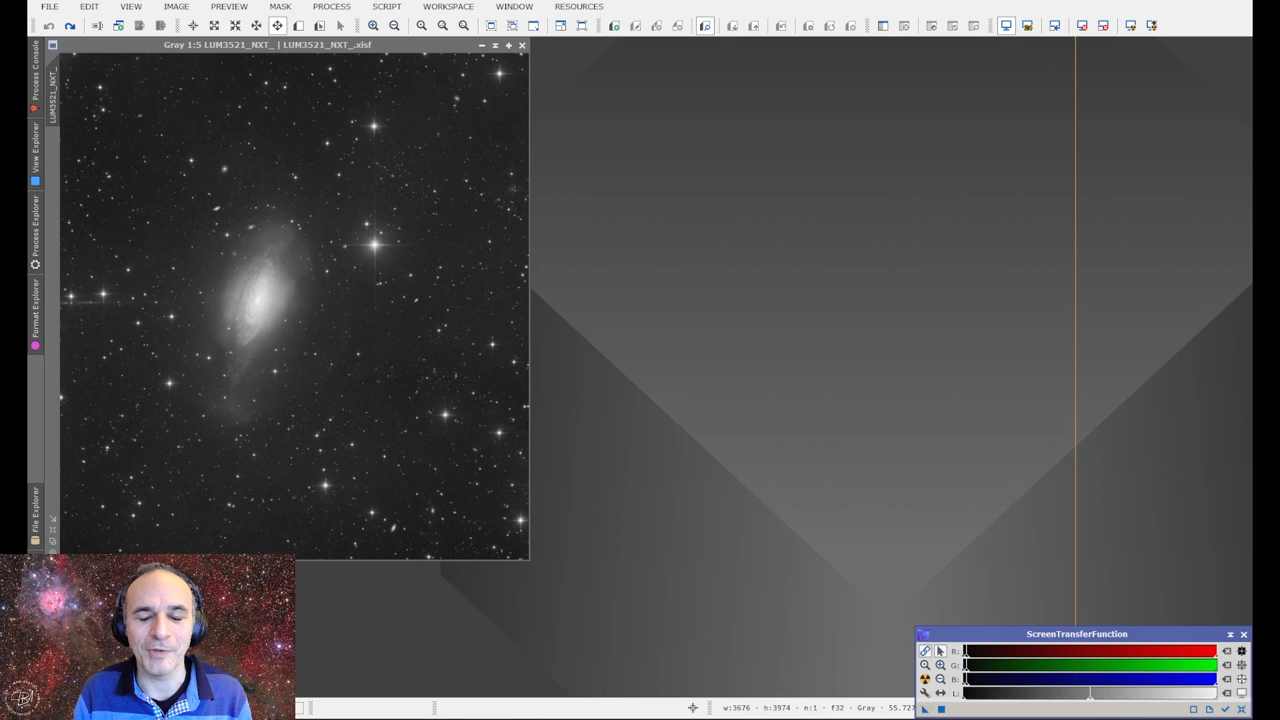 FILE EDIT VIEW IMAGE PREVIEW MASK PROCESS SCRIPT WORKSPACE WINDOW RESOURCES
Gray 1:5 LUM3521_NXT_ | LUM3521_NXT_.xisf
Process Console
LUM3521_NXT_
View Explorer
Process Explorer
Format Explorer
File Explorer
ScreenTransferFunction
R:
G:
B:
L:
w:3676 · h:3974 · n:1 · f32 · Gray · 55.727